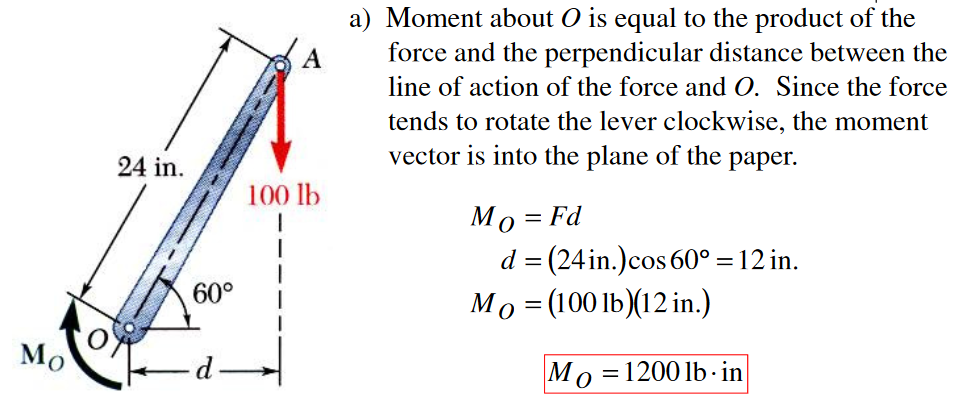 a) Moment about O is equal to the product of the
force and the perpendicular distance between the
line of action of the force and O. Since the force
tends to rotate the lever clockwise, the moment
vector is into the plane of the paper.
A
24 in.
100 lb
60°
O
M_O
d
M_O = Fd
d = (24in.)cos 60° = 12 in.
M_O = (100 lb)(12 in.)
M_O = 1200 lb · in